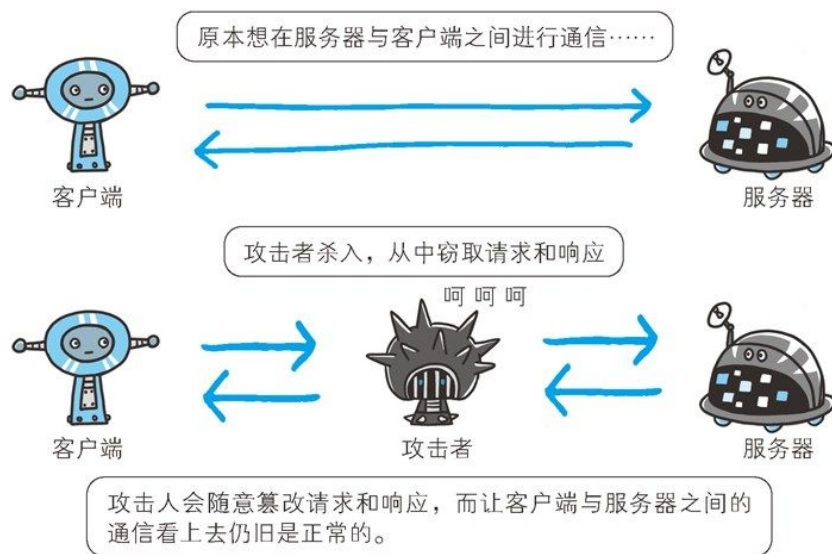 原本想在服务器与客户端之间进行通信……
客户端
服务器
攻击者杀入，从中窃取请求和响应
呵呵呵
客户端
攻击者
服务器
攻击人会随意篡改请求和响应，而让客户端与服务器之间的
通信看上去仍旧是正常的。